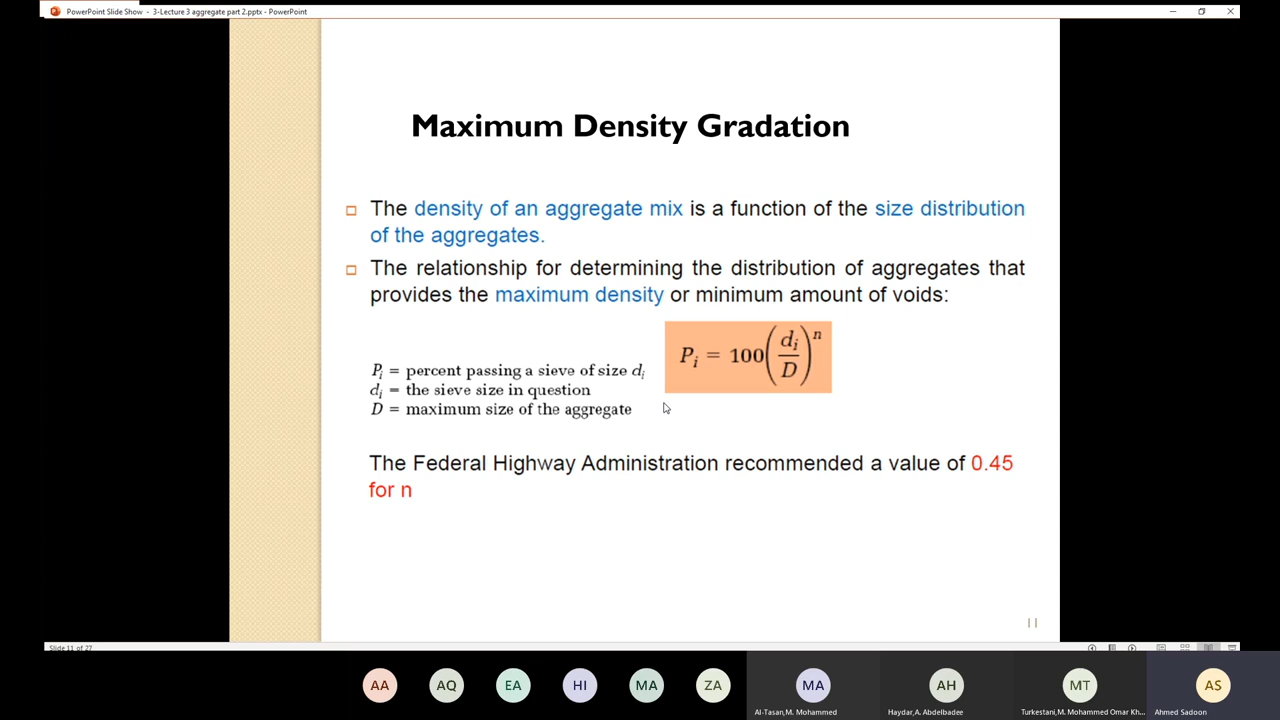 PowerPoint Slide Show - 3-Lecture 3 aggregate part 2.pptx - PowerPoint
Maximum Density Gradation
The density of an aggregate mix is a function of the size distribution
of the aggregates.
The relationship for determining the distribution of aggregates that
provides the maximum density or minimum amount of voids:
P_i = 100(d_i/D)^n
P_i = percent passing a sieve of size d_i
d_i = the sieve size in question
D = maximum size of the aggregate
The Federal Highway Administration recommended a value of 0.45
for n
11
Slide 11 of 27
AA AQ EA HI MA ZA MA AH MT AS
Al-Tasan,M. Mohammed Haydar,A. Abdelbadee Turkestani,M. Mohammed Omar Kh... Ahmed Sadoon